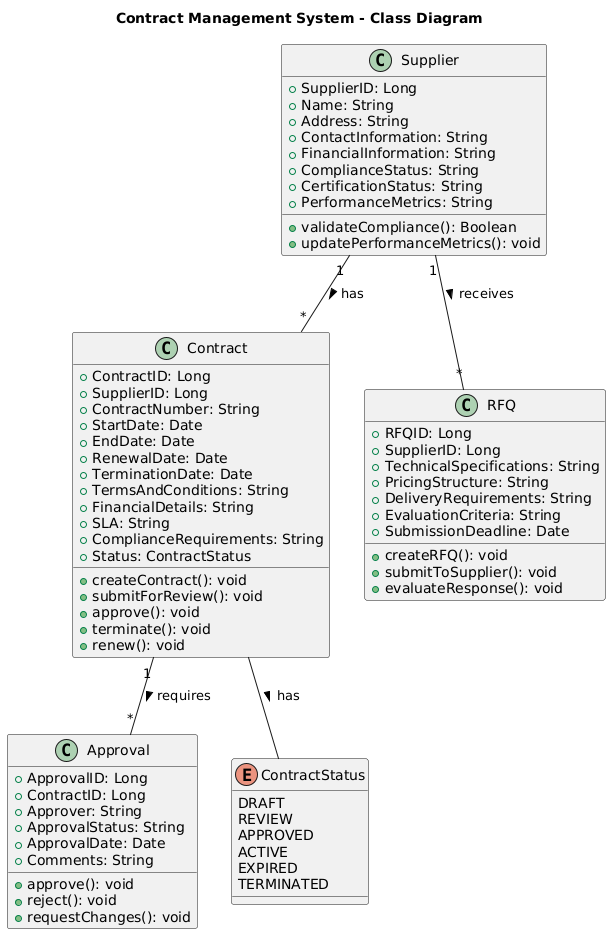 Contract Management System - Class Diagram
C Supplier
SupplierID: Long
Name: String
Address: String
ContactInformation: String
FinancialInformation: String
ComplianceStatus: String
CertificationStatus: String
PerformanceMetrics: String
validateCompliance(): Boolean
updatePerformanceMetrics(): void
1
1
has
receives
*
*
C Contract
ContractID: Long
SupplierID: Long
ContractNumber: String
StartDate: Date
EndDate: Date
RenewalDate: Date
TerminationDate: Date
TermsAndConditions: String
FinancialDetails: String
SLA: String
ComplianceRequirements: String
Status: ContractStatus
createContract(): void
submitForReview(): void
approve(): void
terminate(): void
renew(): void
C RFQ
RFQID: Long
SupplierID: Long
TechnicalSpecifications: String
PricingStructure: String
DeliveryRequirements: String
EvaluationCriteria: String
SubmissionDeadline: Date
createRFQ(): void
submitToSupplier(): void
evaluateResponse(): void
1
requires
has
*
C Approval
ApprovalID: Long
ContractID: Long
Approver: String
ApprovalStatus: String
ApprovalDate: Date
Comments: String
approve(): void
reject(): void
requestChanges(): void
E ContractStatus
DRAFT
REVIEW
APPROVED
ACTIVE
EXPIRED
TERMINATED